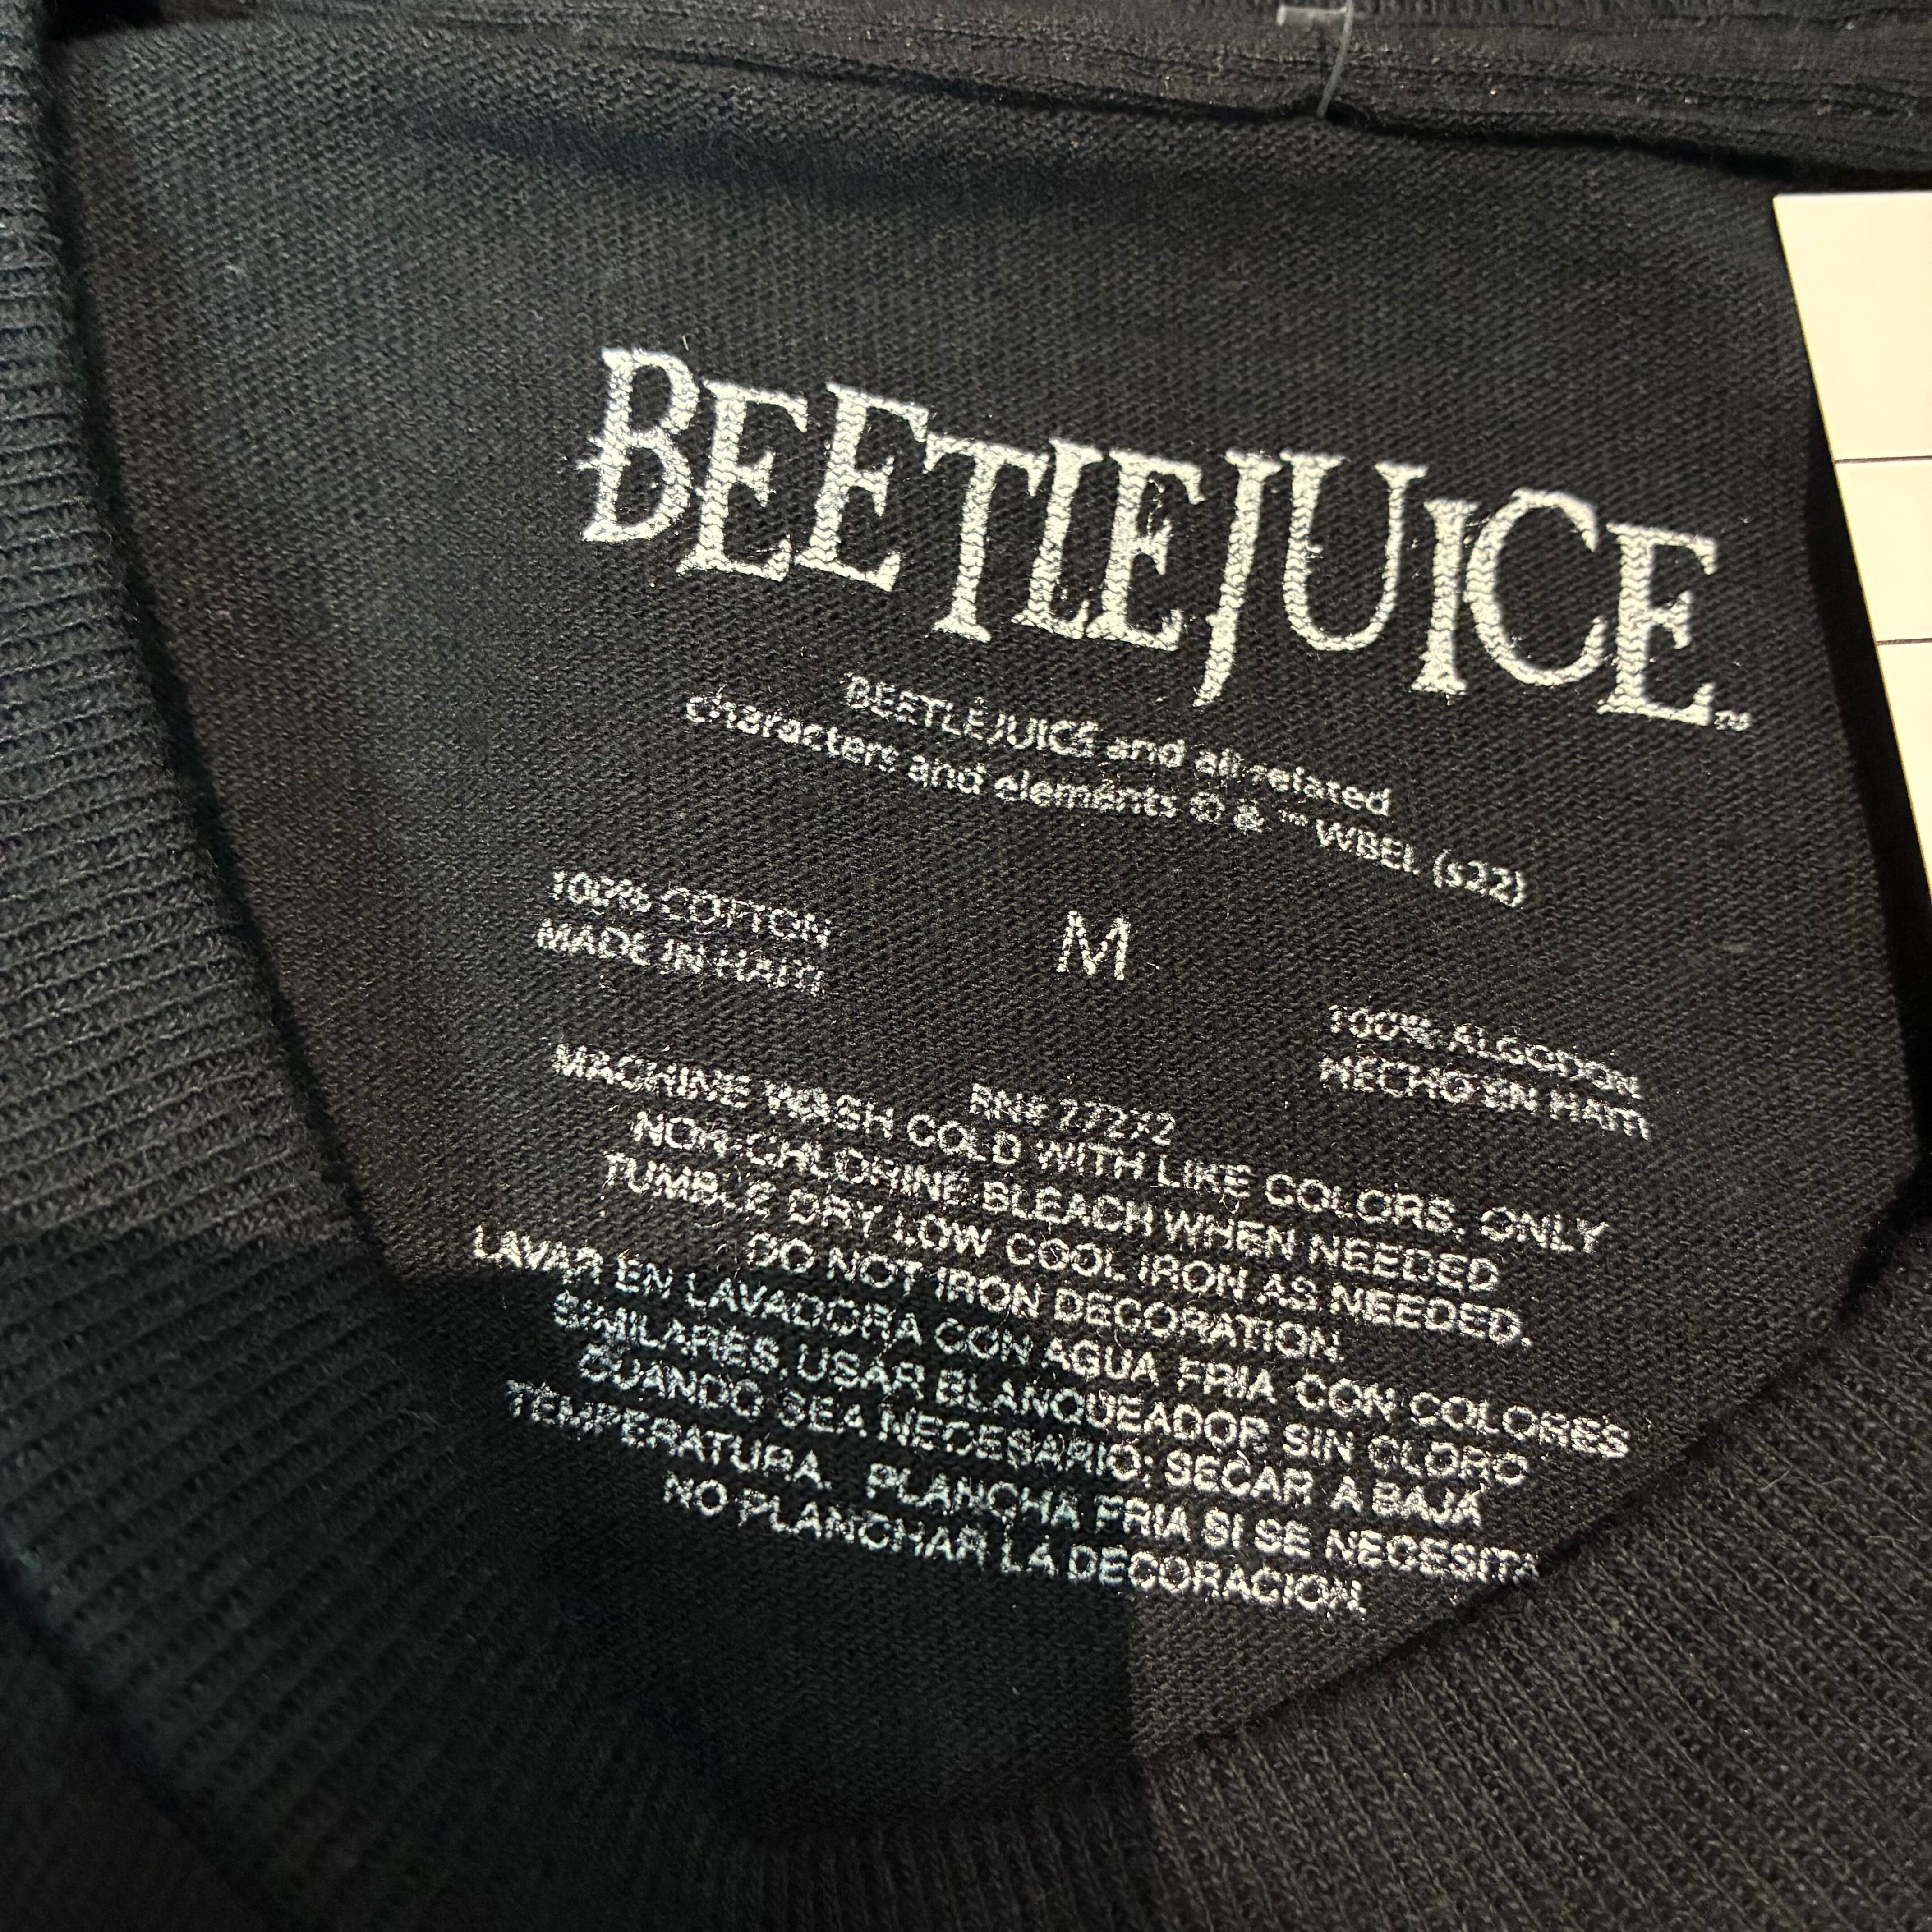 BEETLEJUICE™
BEETLEJUICE and all related
characters and elements © & ™ WBEI (s22)
100% COTTON
MADE IN HAITI
M
100% ALGODON
HECHO EN HAITI
MACHINE WASH COLD WITH LIKE COLORS. ONLY
NON-CHLORINE BLEACH WHEN NEEDED
TUMBLE DRY LOW COOL IRON AS NEEDED.
DO NOT IRON DECORATION.
LAVAR EN LAVADORA CON AGUA FRIA CON COLORES
SIMILARES. USAR BLANQUEADOR SIN CLORO
CUANDO SEA NECESARIO; SECAR A BAJA
TEMPERATURA. PLANCHA FRIA SI SE NECESITA
NO PLANCHAR LA DECORACION.